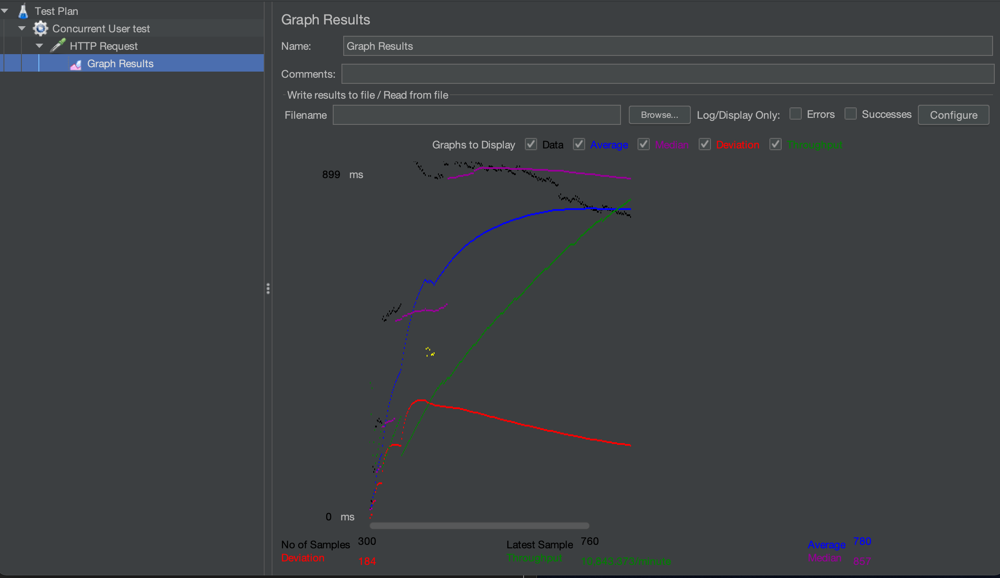 Test Plan
Concurrent User test
HTTP Request
Graph Results
Graph Results
Name: Graph Results
Comments:
Write results to file / Read from file
Filename Browse... Log/Display Only: Errors Successes Configure
Graphs to Display Data Average Median Deviation Throughput
899 ms
0 ms
No of Samples 300 Latest Sample 760 Average 780
Deviation 184 Throughput 10,843.373/minute Median 857